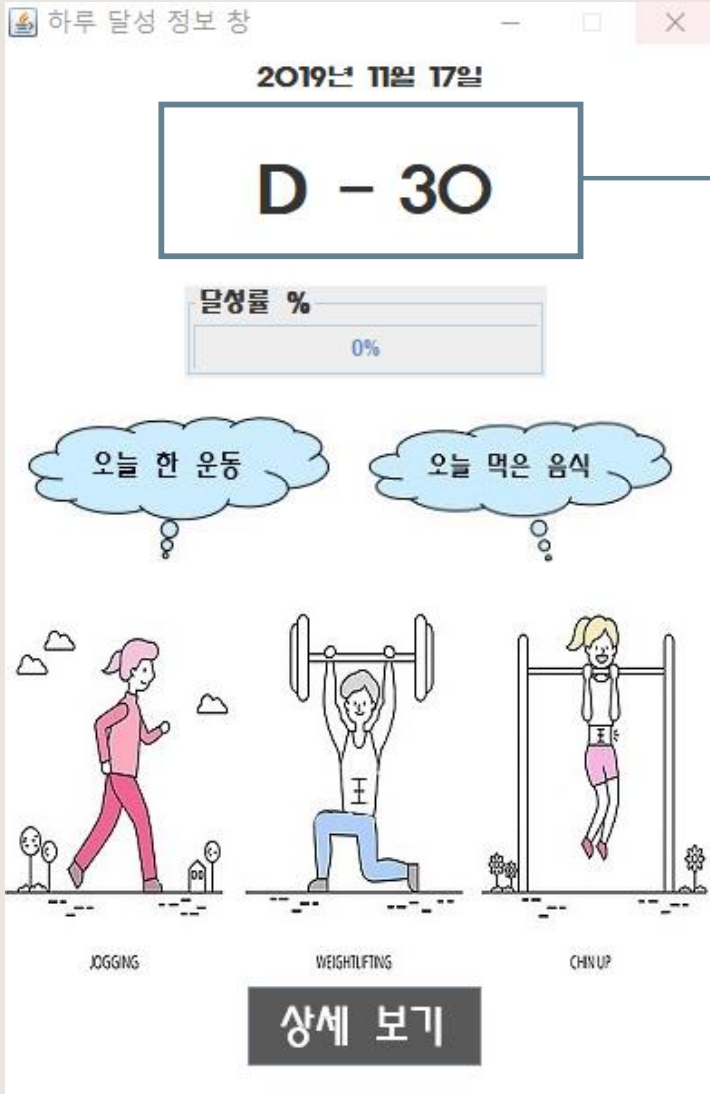 하루 달성 정보 창
2019년 11월 17일
D - 30
달성률 %
0%
오늘 한 운동
오늘 먹은 음식
JOGGING
WEIGHTLIFTING
CHIN UP
상세 보기